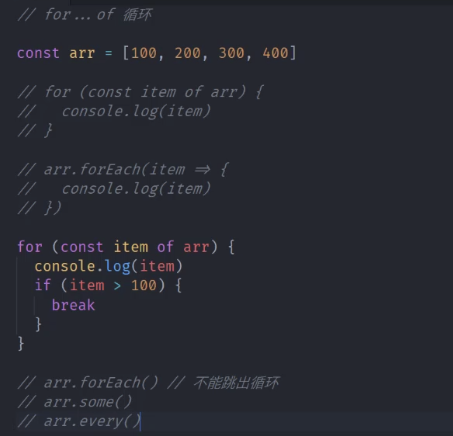 // for...of 循环
const arr = [100, 200, 300, 400]
// for (const item of arr) {
//   console.log(item)
// }
// arr.forEach(item => {
//   console.log(item)
// })
for (const item of arr) {
  console.log(item)
  if (item > 100) {
    break
  }
}
// arr.forEach() // 不能跳出循环
// arr.some()
// arr.every()